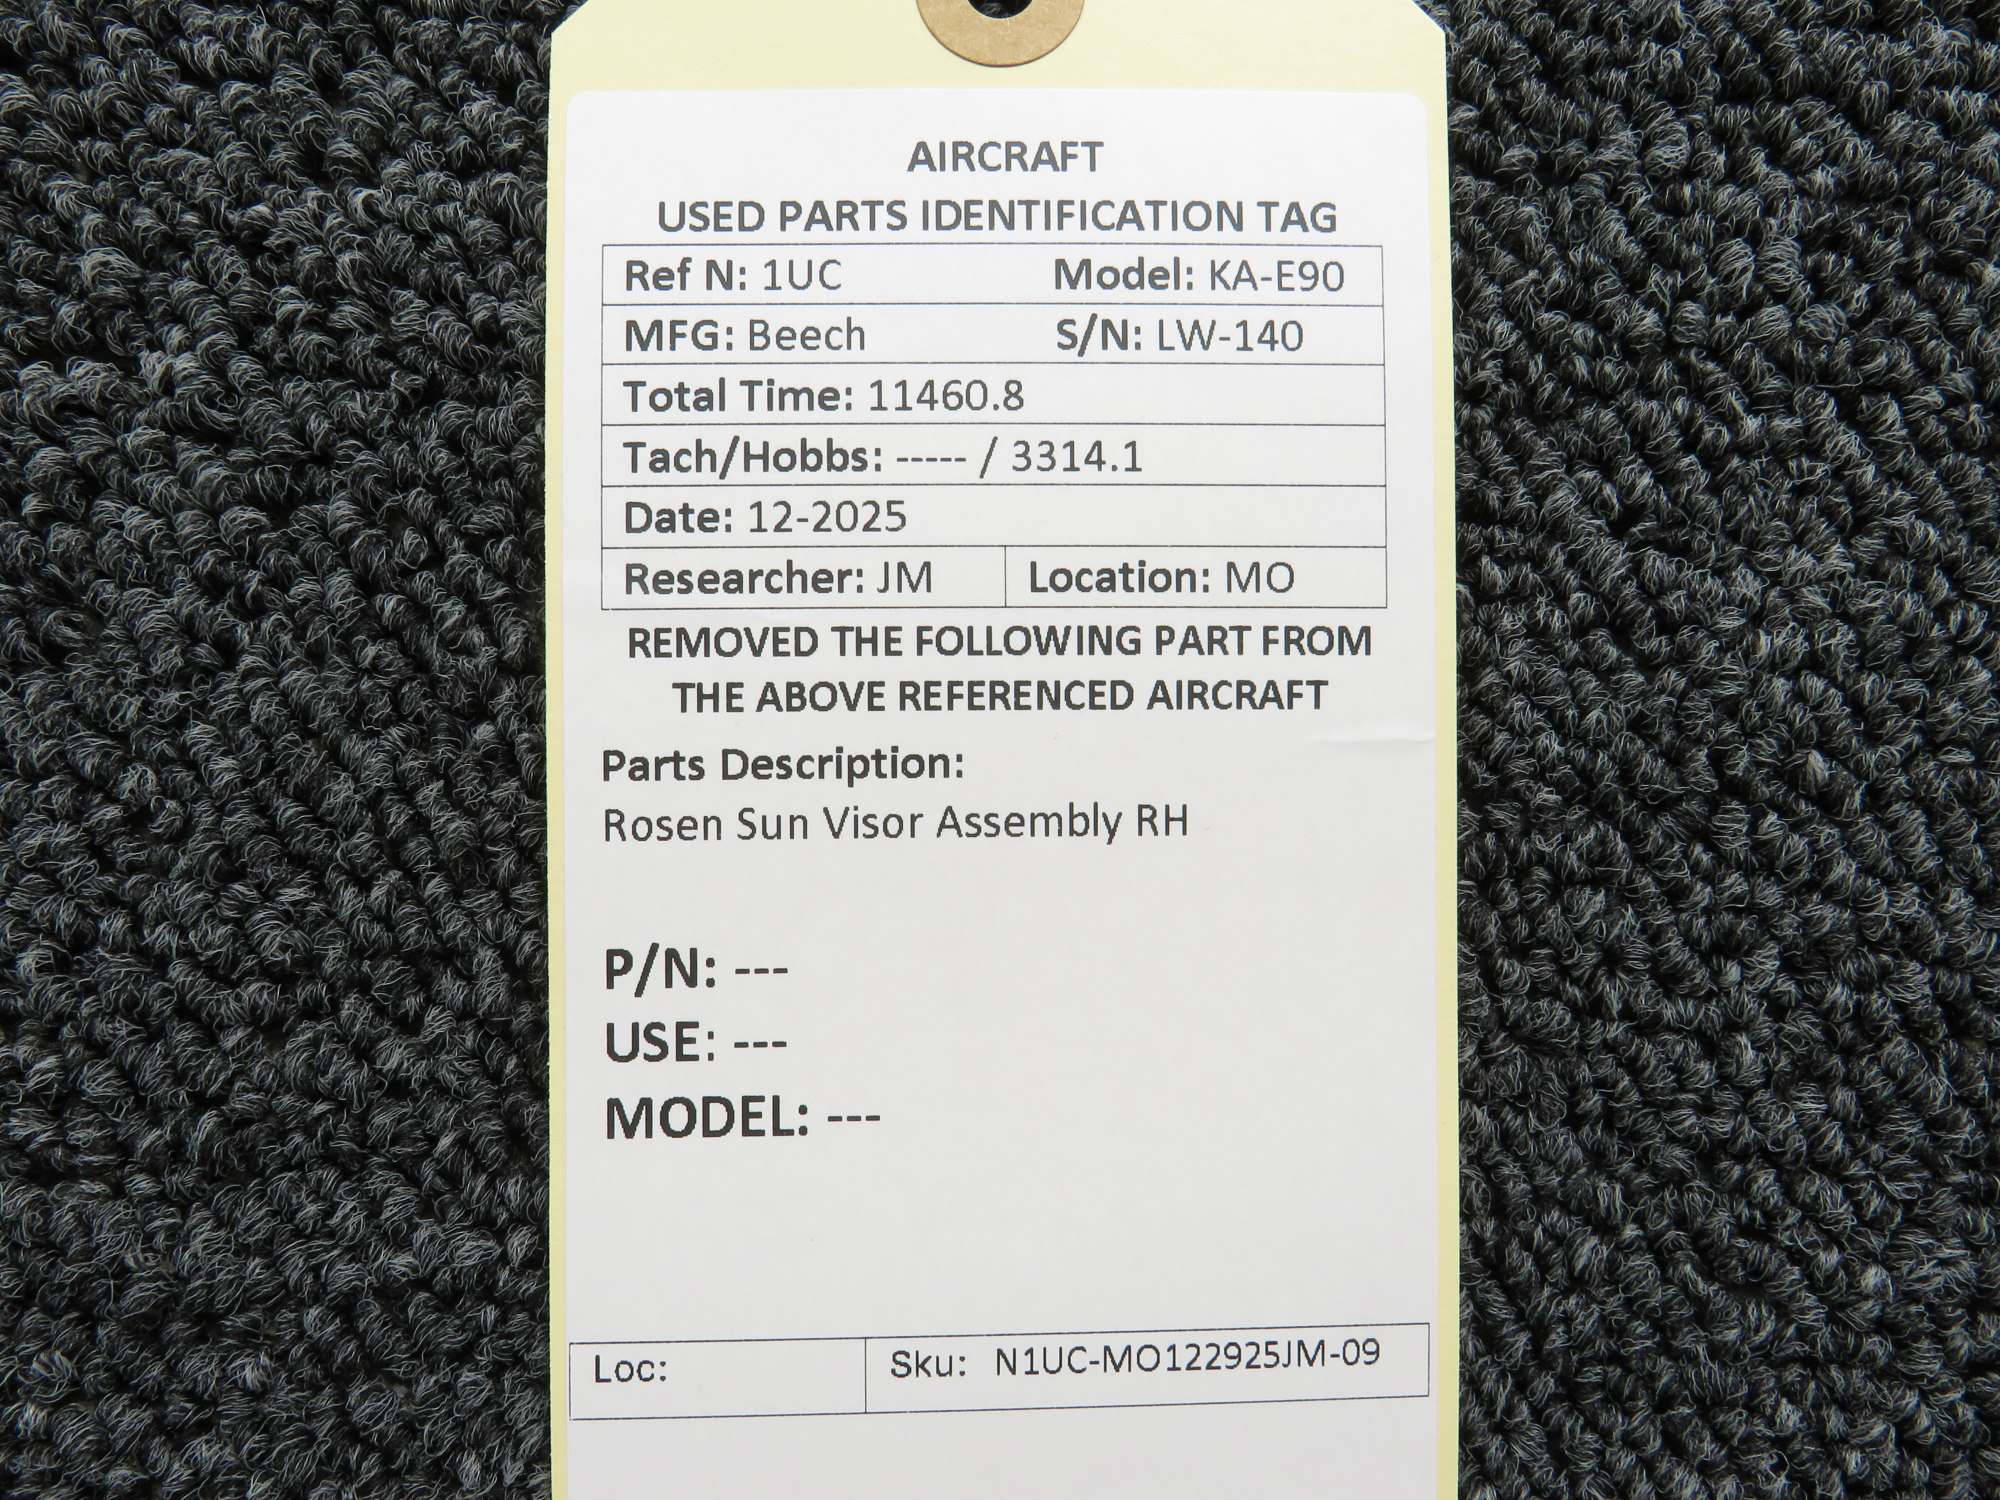 AIRCRAFT
USED PARTS IDENTIFICATION TAG
Ref N: 1UC Model: KA-E90
MFG: Beech S/N: LW-140
Total Time: 11460.8
Tach/Hobbs: ----- / 3314.1
Date: 12-2025
Researcher: JM Location: MO
REMOVED THE FOLLOWING PART FROM
THE ABOVE REFERENCED AIRCRAFT
Parts Description:
Rosen Sun Visor Assembly RH
P/N: ---
USE: ---
MODEL: ---
Loc: Sku: N1UC-MO122925JM-09